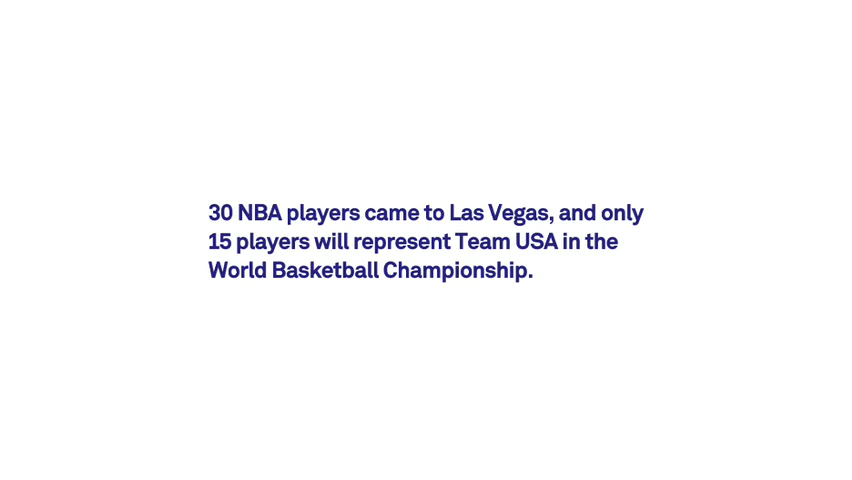 30 NBA players came to Las Vegas, and only
15 players will represent Team USA in the
World Basketball Championship.